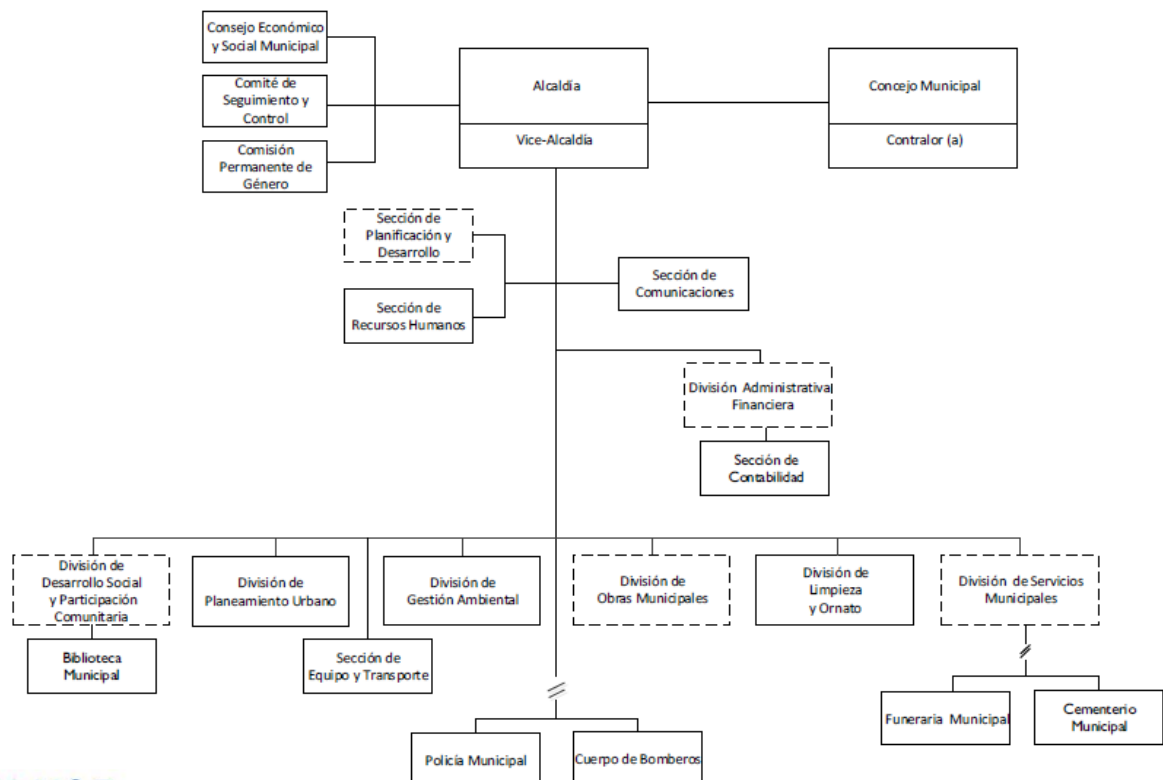 Consejo Económico
y Social Municipal
Comité de
Seguimiento y
Control
Comisión
Permanente de
Género
Alcaldía
Vice-Alcaldía
Concejo Municipal
Contralor (a)
Sección de
Planificación y
Desarrollo
Sección de
Recursos Humanos
Sección de
Comunicaciones
División Administrativa
Financiera
Sección de
Contabilidad
División de
Desarrollo Social
y Participación
Comunitaria
División de
Planeamiento Urbano
División de
Gestión Ambiental
División de
Obras Municipales
División de
Limpieza
y Ornato
División de Servicios
Municipales
Biblioteca
Municipal
Sección de
Equipo y Transporte
Funeraria Municipal
Cementerio
Municipal
Policía Municipal
Cuerpo de Bomberos